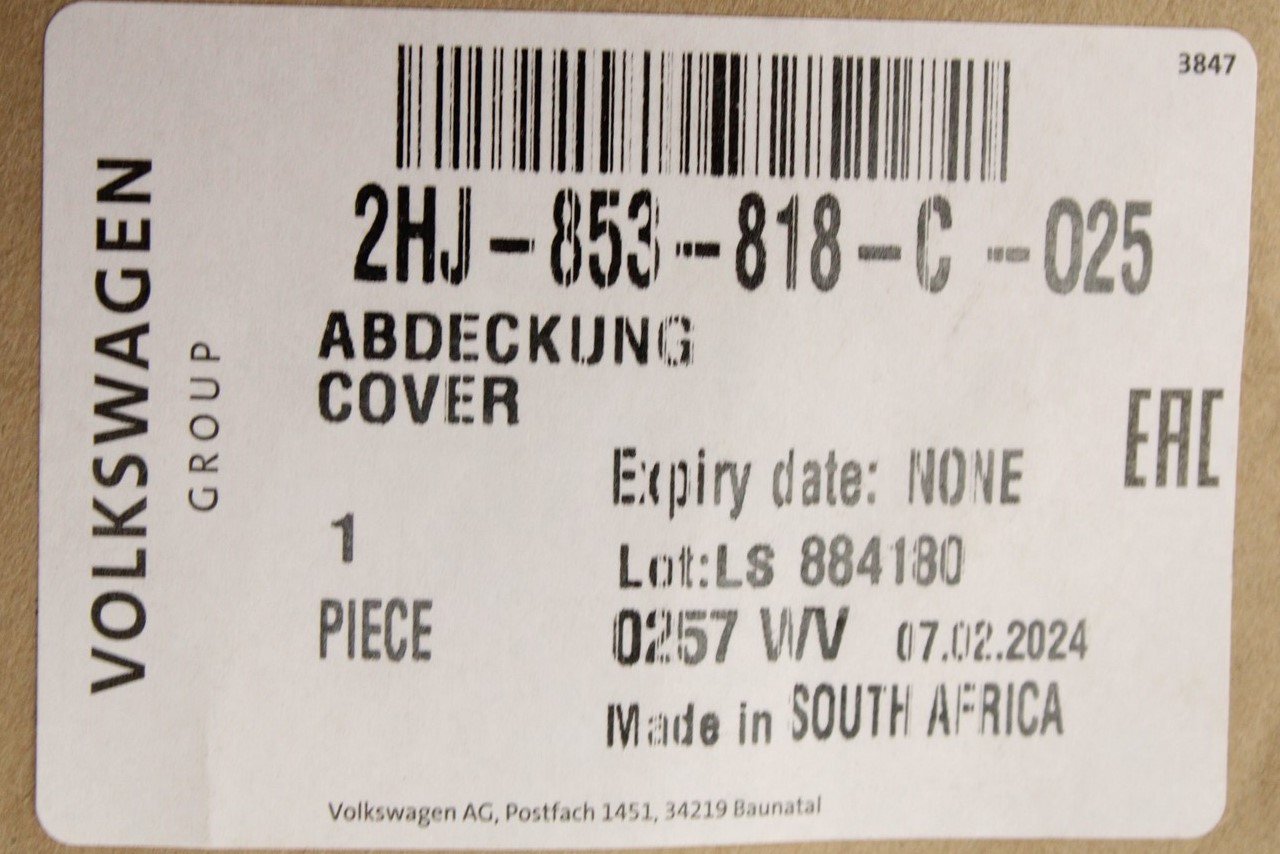 3847
VOLKSWAGEN
GROUP
2HJ-853-818-C -025
ABDECKUNG
COVER
EAC
Expiry date: NONE
1
Lot:LS 884180
PIECE
0257 WV 07.02.2024
Made in SOUTH AFRICA
Volkswagen AG, Postfach 1451, 34219 Baunatal